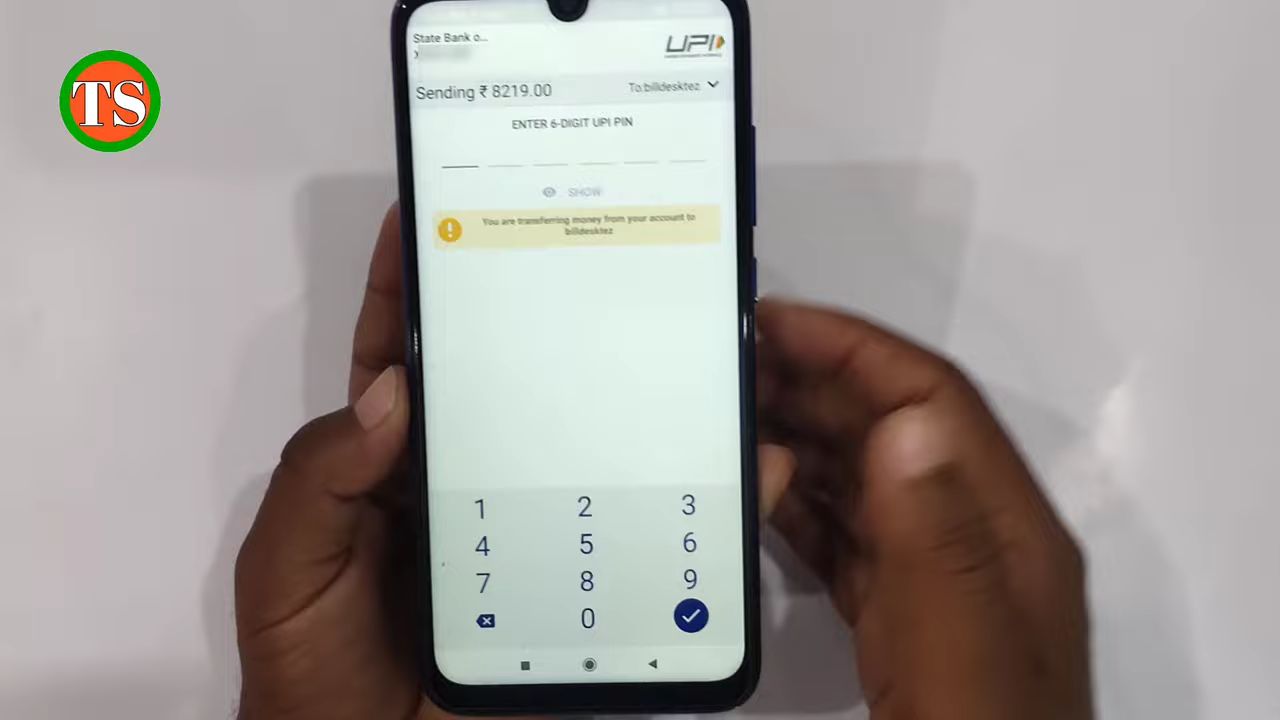 TS
State Bank o...
UPI
Sending ₹ 8219.00
To:billdesktez
ENTER 6-DIGIT UPI PIN
SHOW
You are transferring money from your account to
billdesktez
1 2 3
4 5 6
7 8 9
0